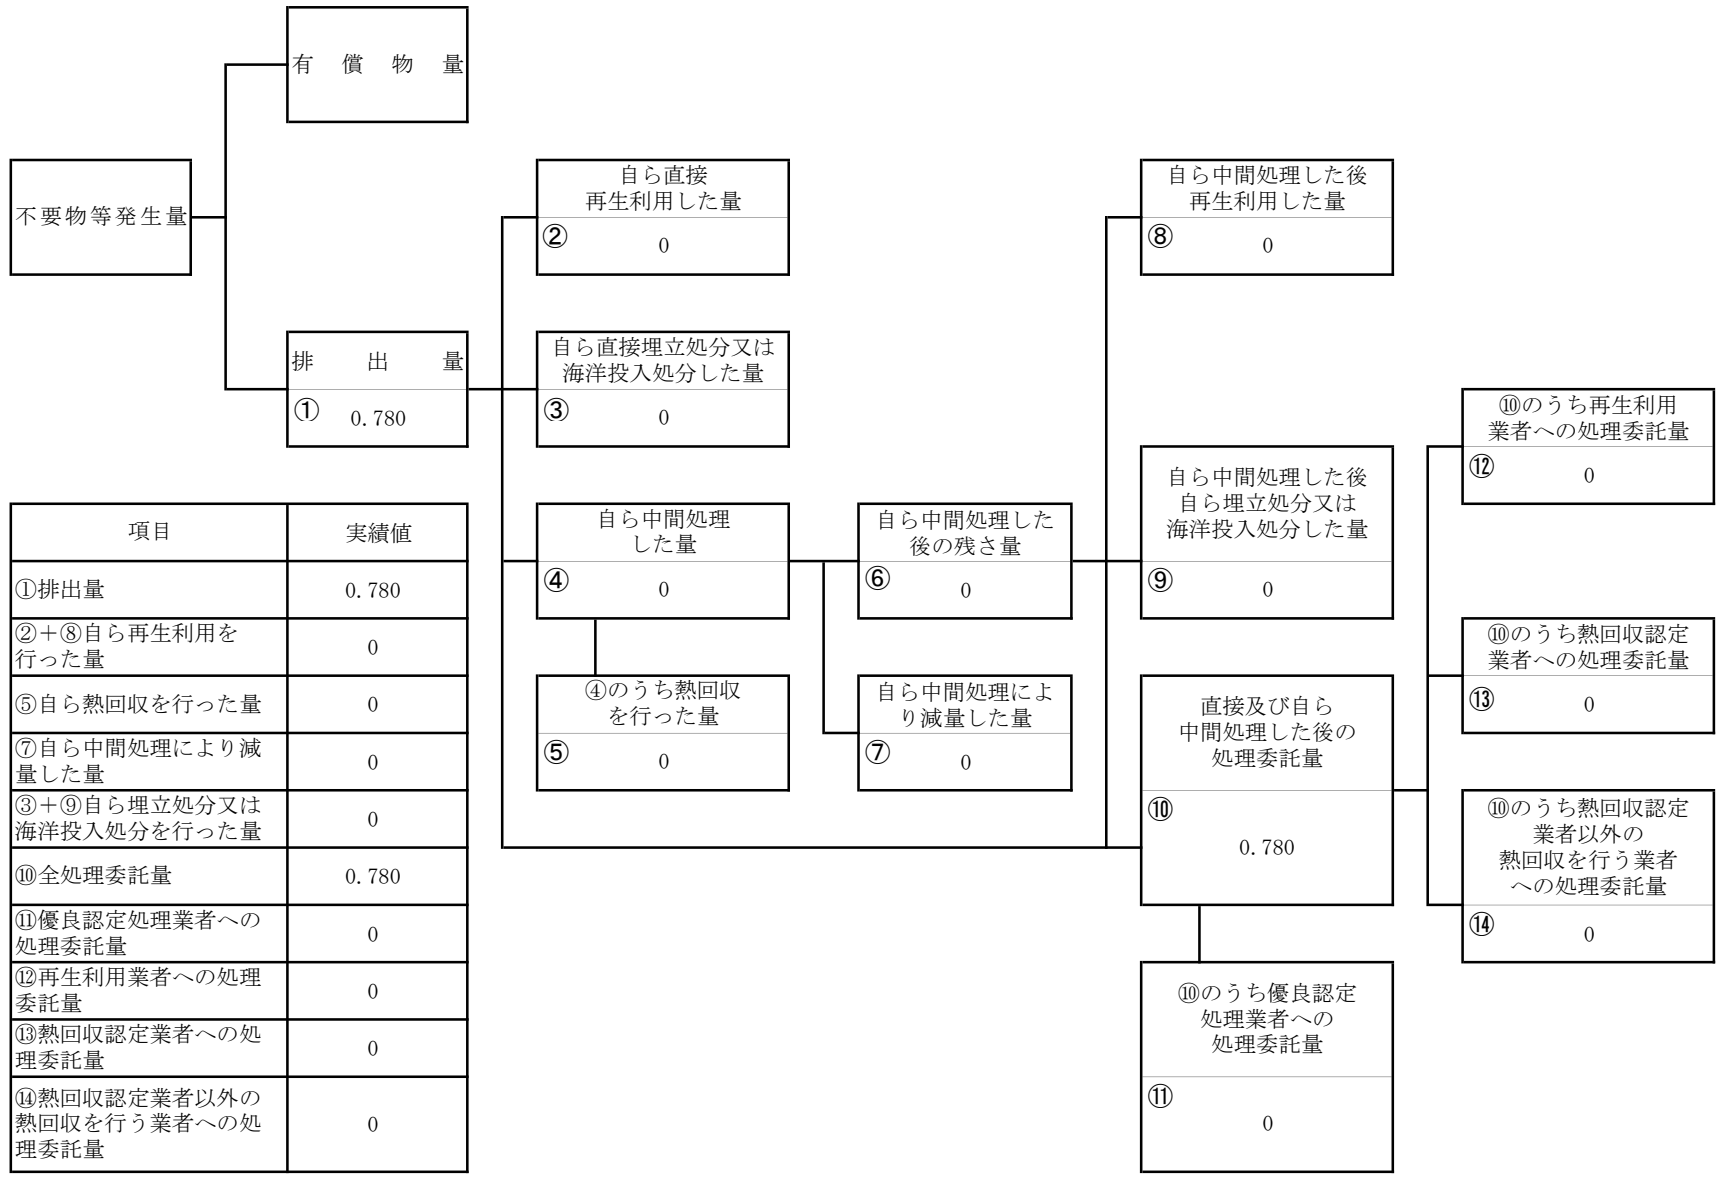 有償物量
不要物等発生量
排出量
① 0.780
自ら直接
再生利用した量
② 0
自ら直接埋立処分又は
海洋投入処分した量
③ 0
自ら中間処理
した量
④ 0
④のうち熱回収
を行った量
⑤ 0
自ら中間処理した
後の残さ量
⑥ 0
自ら中間処理によ
り減量した量
⑦ 0
自ら中間処理した後
再生利用した量
⑧ 0
自ら中間処理した後
自ら埋立処分又は
海洋投入処分した量
⑨ 0
直接及び自ら
中間処理した後の
処理委託量
⑩
0.780
⑩のうち優良認定
処理業者への
処理委託量
⑪
0
⑩のうち再生利用
業者への処理委託量
⑫ 0
⑩のうち熱回収認定
業者への処理委託量
⑬ 0
⑩のうち熱回収認定
業者以外の
熱回収を行う業者
への処理委託量
⑭ 0
項目 実績値
①排出量 0.780
②＋⑧自ら再生利用を
行った量 0
⑤自ら熱回収を行った量 0
⑦自ら中間処理により減
量した量 0
③＋⑨自ら埋立処分又は
海洋投入処分を行った量 0
⑩全処理委託量 0.780
⑪優良認定処理業者への
処理委託量 0
⑫再生利用業者への処理
委託量 0
⑬熱回収認定業者への処
理委託量 0
⑭熱回収認定業者以外の
熱回収を行う業者への処 0
理委託量